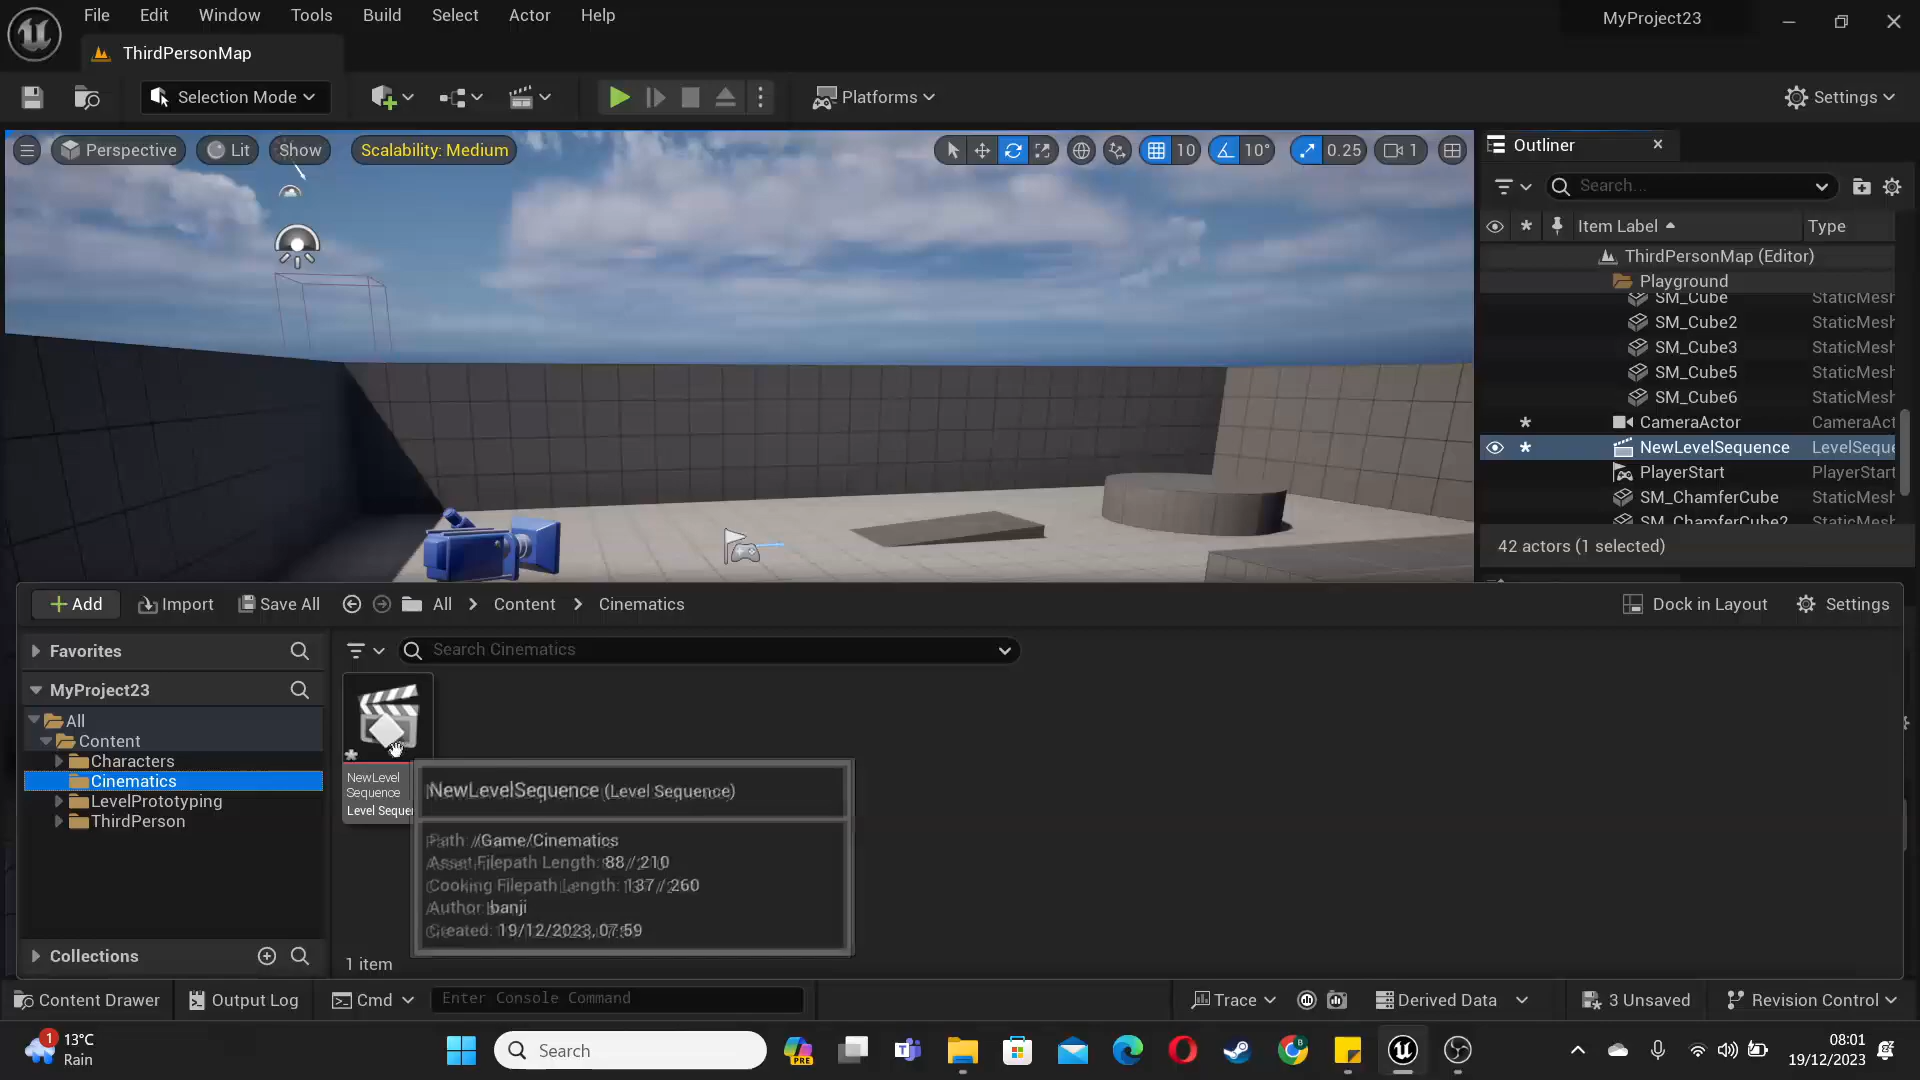 File Edit Window Tools Build Select Actor Help
MyProject23
ThirdPersonMap
Selection Mode
Platforms
Settings
Perspective
Lit
Show
Scalability: Medium
10
10°
0.25
1
Outliner
Search...
Item Label
Type
ThirdPersonMap (Editor)
Playground
SM_Cube StaticMesh
SM_Cube2 StaticMesh
SM_Cube3 StaticMesh
SM_Cube5 StaticMesh
SM_Cube6 StaticMesh
CameraActor CameraAct
NewLevelSequence LevelSeque
PlayerStart PlayerStart
SM_ChamferCube StaticMesh
SM_ChamferCube2 StaticMesh
42 actors (1 selected)
Add
Import
Save All
All
Content
Cinematics
Dock in Layout
Settings
Favorites
MyProject23
All
Content
Characters
Cinematics
LevelPrototyping
ThirdPerson
Collections
Search Cinematics
NewLevel
Sequence
Level Seque
NewLevelSequence (Level Sequence)
Path /Game/Cinematics
Asset Filepath Length: 88 / 210
Cooking Filepath Length: 137 / 260
Author banji
Created: 19/12/2023, 07:59
1 item
Content Drawer
Output Log
Cmd
Enter Console Command
Trace
Derived Data
3 Unsaved
Revision Control
1
13°C
Rain
Search
PRE
08:01
19/12/2023